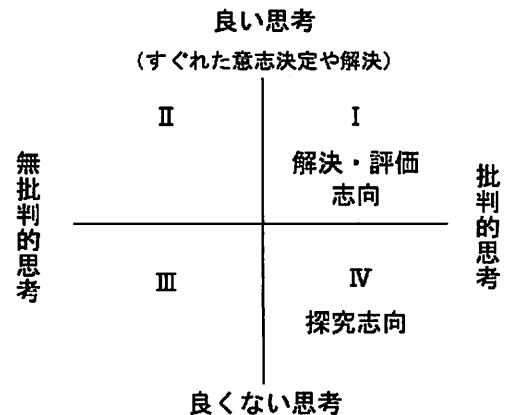 良い思考
(すぐれた意志決定や解決)
Ⅱ
Ⅰ
解決・評価
志向
無批判的思考
批判的思考
Ⅲ
Ⅳ
探究志向
良くない思考